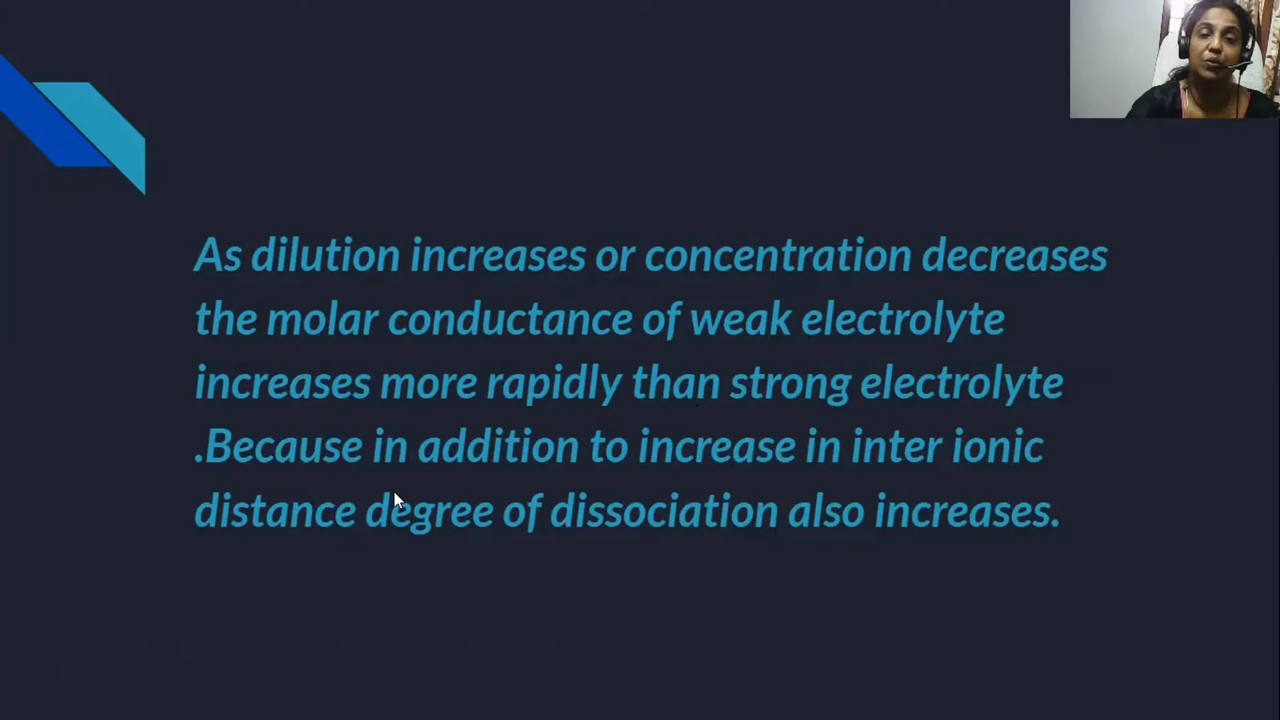 As dilution increases or concentration decreases
the molar conductance of weak electrolyte
increases more rapidly than strong electrolyte
.Because in addition to increase in inter ionic
distance degree of dissociation also increases.